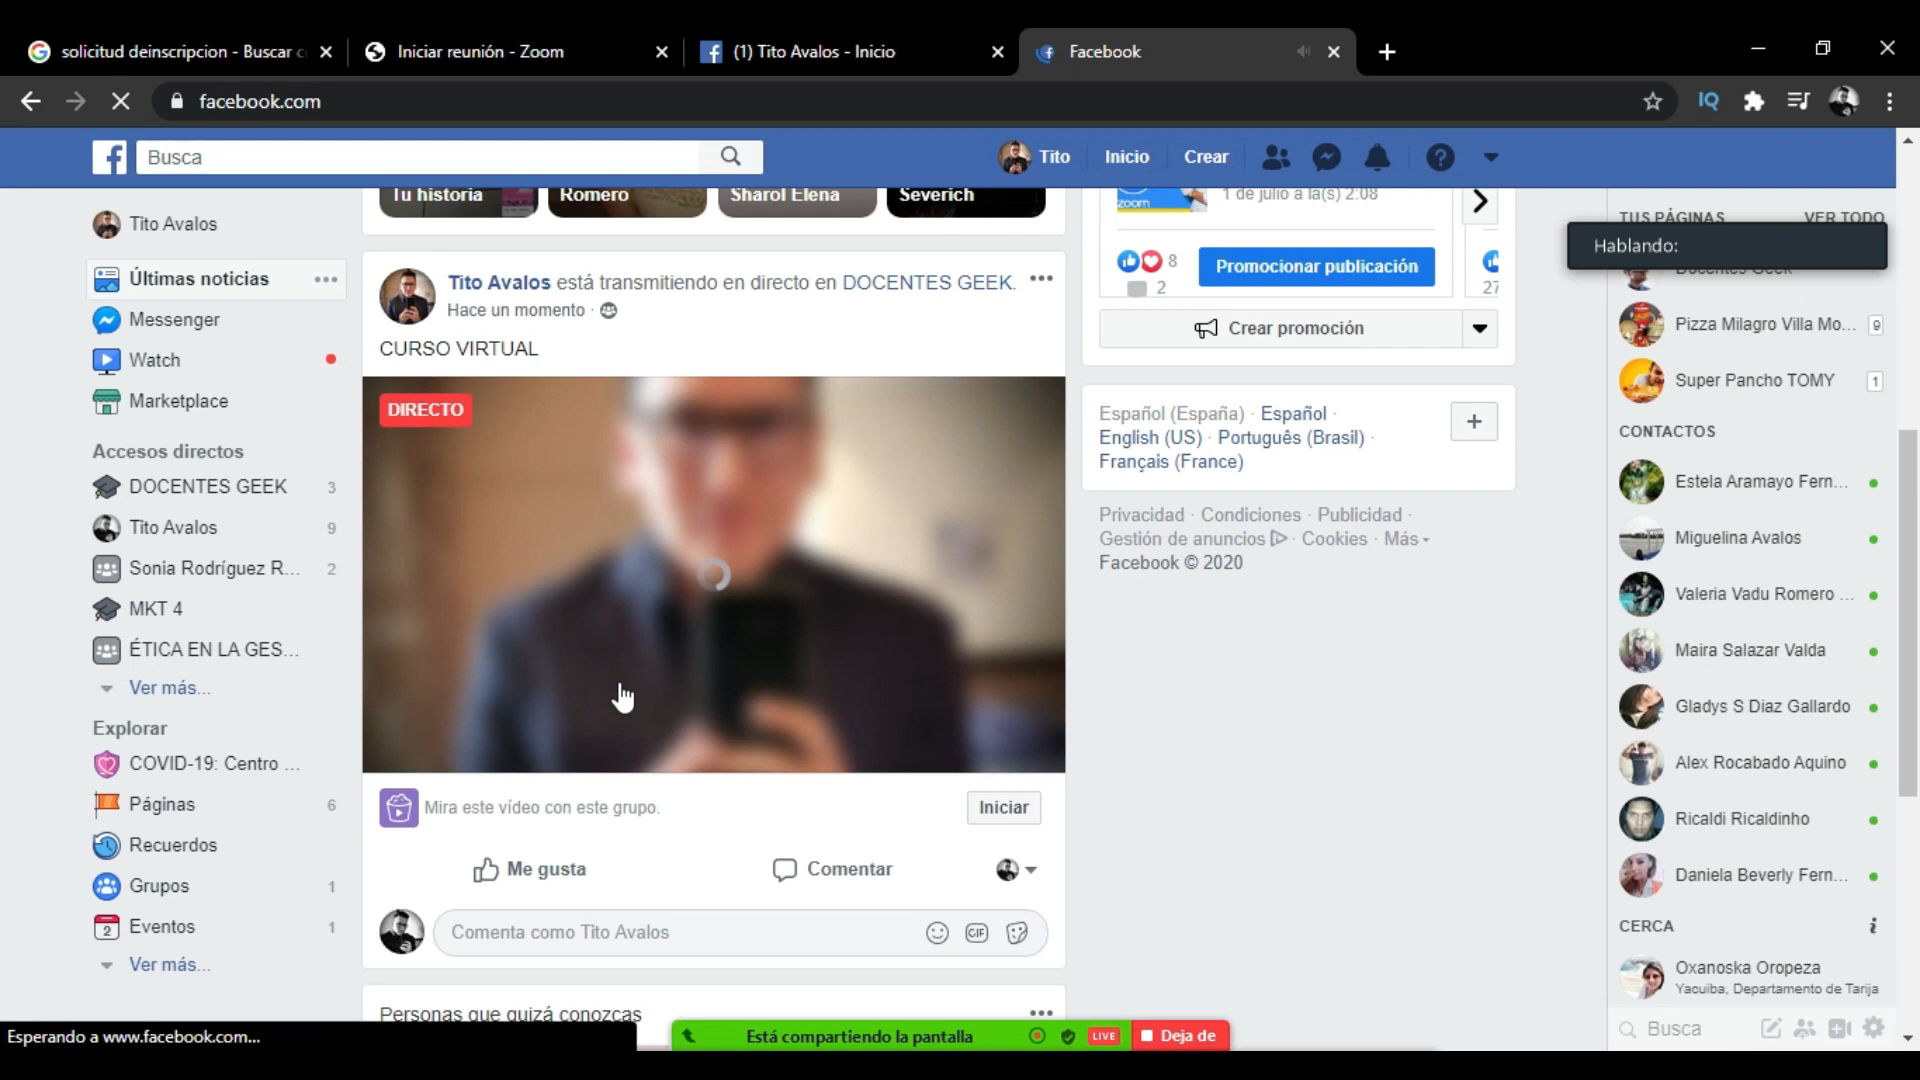 solicitud deinscripcion - Buscar c
Iniciar reunión - Zoom
(1) Tito Avalos - Inicio
Facebook
facebook.com
IQ
Busca
Tito
Inicio
Crear
Tito Avalos
Últimas noticias
Messenger
Watch
Marketplace
Accesos directos
DOCENTES GEEK 3
Tito Avalos 9
Sonia Rodríguez R... 2
MKT 4
ÉTICA EN LA GES...
Ver más...
Explorar
COVID-19: Centro ...
Páginas 6
Recuerdos
Grupos 1
Eventos 1
Ver más...
Esperando a www.facebook.com...
Tu historia
Romero
Sharol Elena
Severich
Tito Avalos está transmitiendo en directo en DOCENTES GEEK.
Hace un momento ·
CURSO VIRTUAL
DIRECTO
Mira este vídeo con este grupo.
Iniciar
Me gusta
Comentar
Comenta como Tito Avalos
GIF
Personas que quizá conozcas
Está compartiendo la pantalla
LIVE
Deja de
zoom
1 de julio a la(s) 2:08
8
2
Promocionar publicación
27
Crear promoción
Español (España) · Español ·
English (US) · Português (Brasil) ·
Français (France)
Privacidad · Condiciones · Publicidad ·
Gestión de anuncios · Cookies · Más
Facebook © 2020
TUS PÁGINAS VER TODO
Hablando:
Docentes Geek
Pizza Milagro Villa Mo... 9
Super Pancho TOMY 1
CONTACTOS
Estela Aramayo Fern...
Miguelina Avalos
Valeria Vadu Romero ...
Maira Salazar Valda
Gladys S Diaz Gallardo
Alex Rocabado Aquino
Ricaldi Ricaldinho
Daniela Beverly Fern...
CERCA
Oxanoska Oropeza
Yacuiba, Departamento de Tarija
Busca